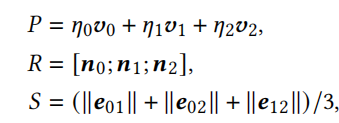 P = η₀𝒗₀ + η₁𝒗₁ + η₂𝒗₂,
R = [𝒏₀; 𝒏₁; 𝒏₂],
S = (‖𝒆₀₁‖ + ‖𝒆₀₂‖ + ‖𝒆₁₂‖)/3,